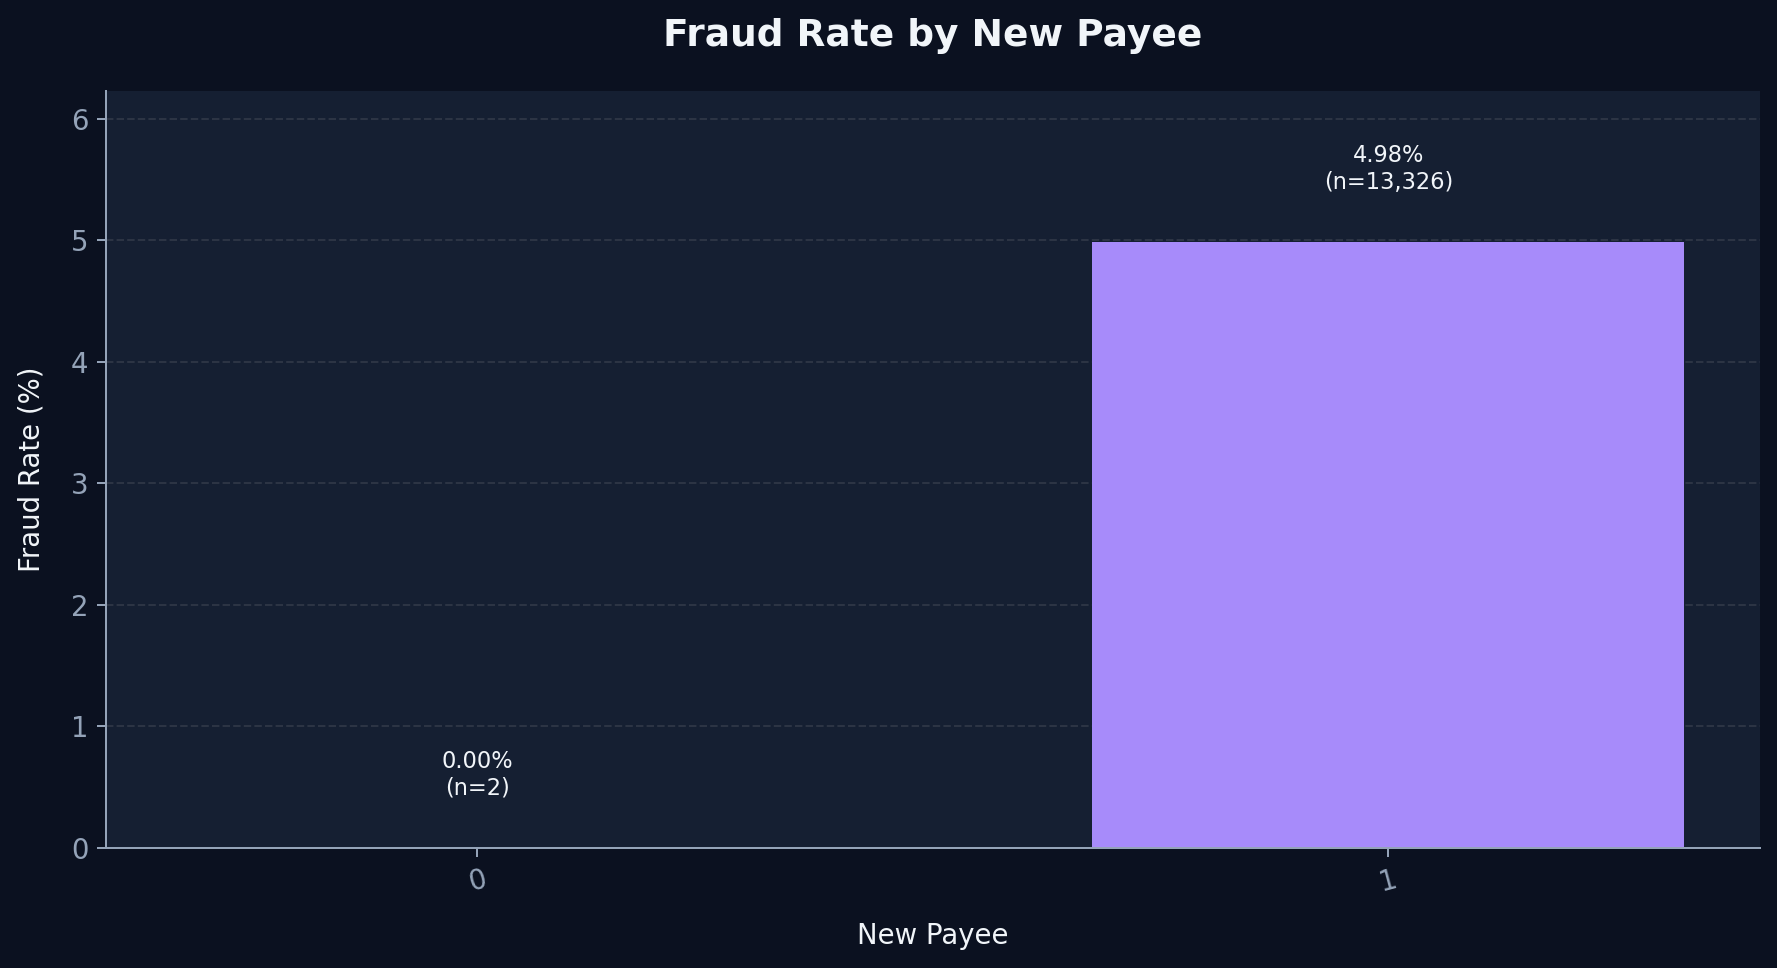 Fraud Rate by New Payee
Fraud Rate (%)
6
5
4
3
2
1
0
4.98%
(n=13,326)
0.00%
(n=2)
0
1
New Payee